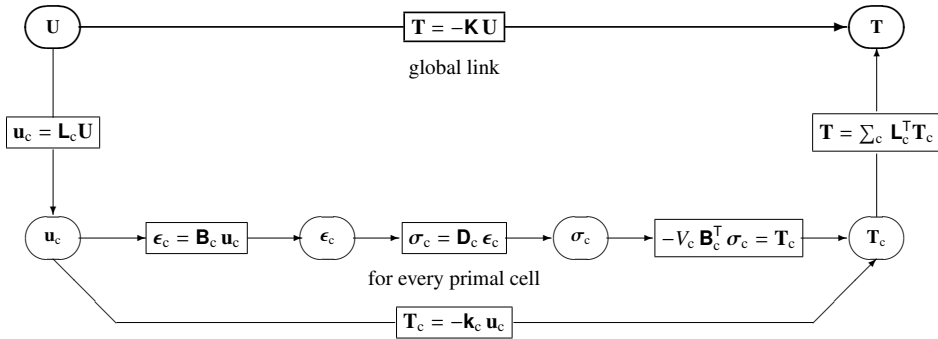 U T = −K U T
global link
u_c = L_c U T = ∑_c L_c^T T_c
u_c ϵ_c = B_c u_c ϵ_c σ_c = D_c ϵ_c σ_c −V_c B_c^T σ_c = T_c T_c
for every primal cell
T_c = −k_c u_c